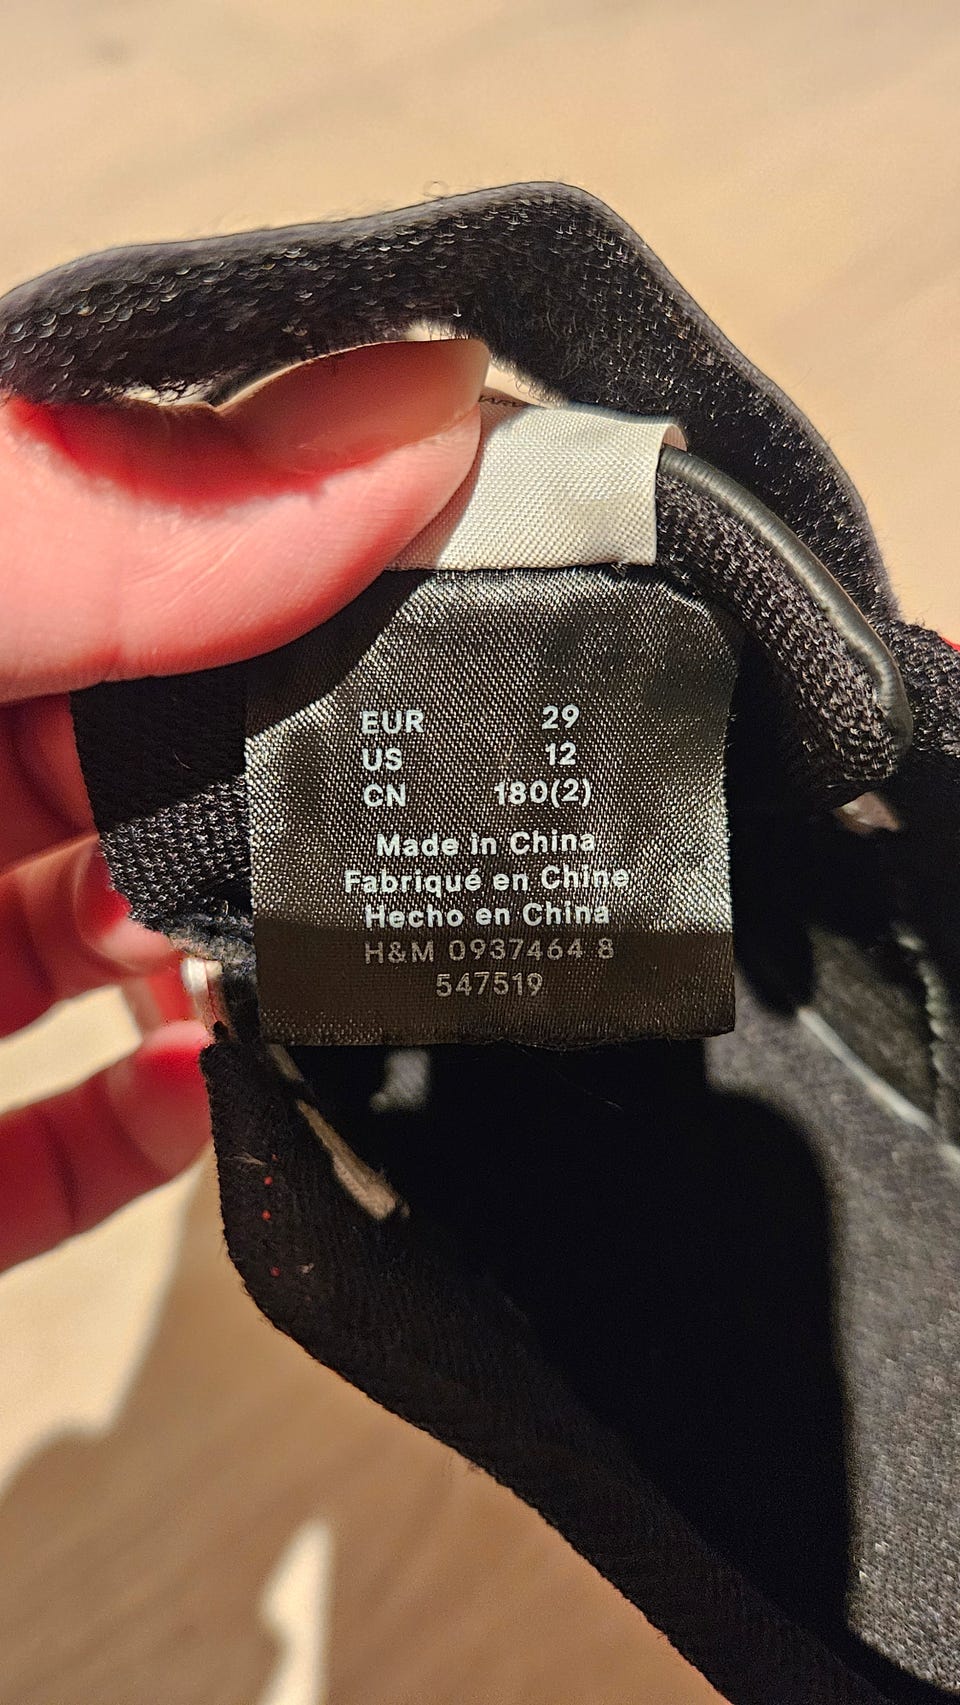 EUR 29
US 12
CN 180(2)
Made in China
Fabriqué en Chine
Hecho en China
H&M 0937464 8
547519